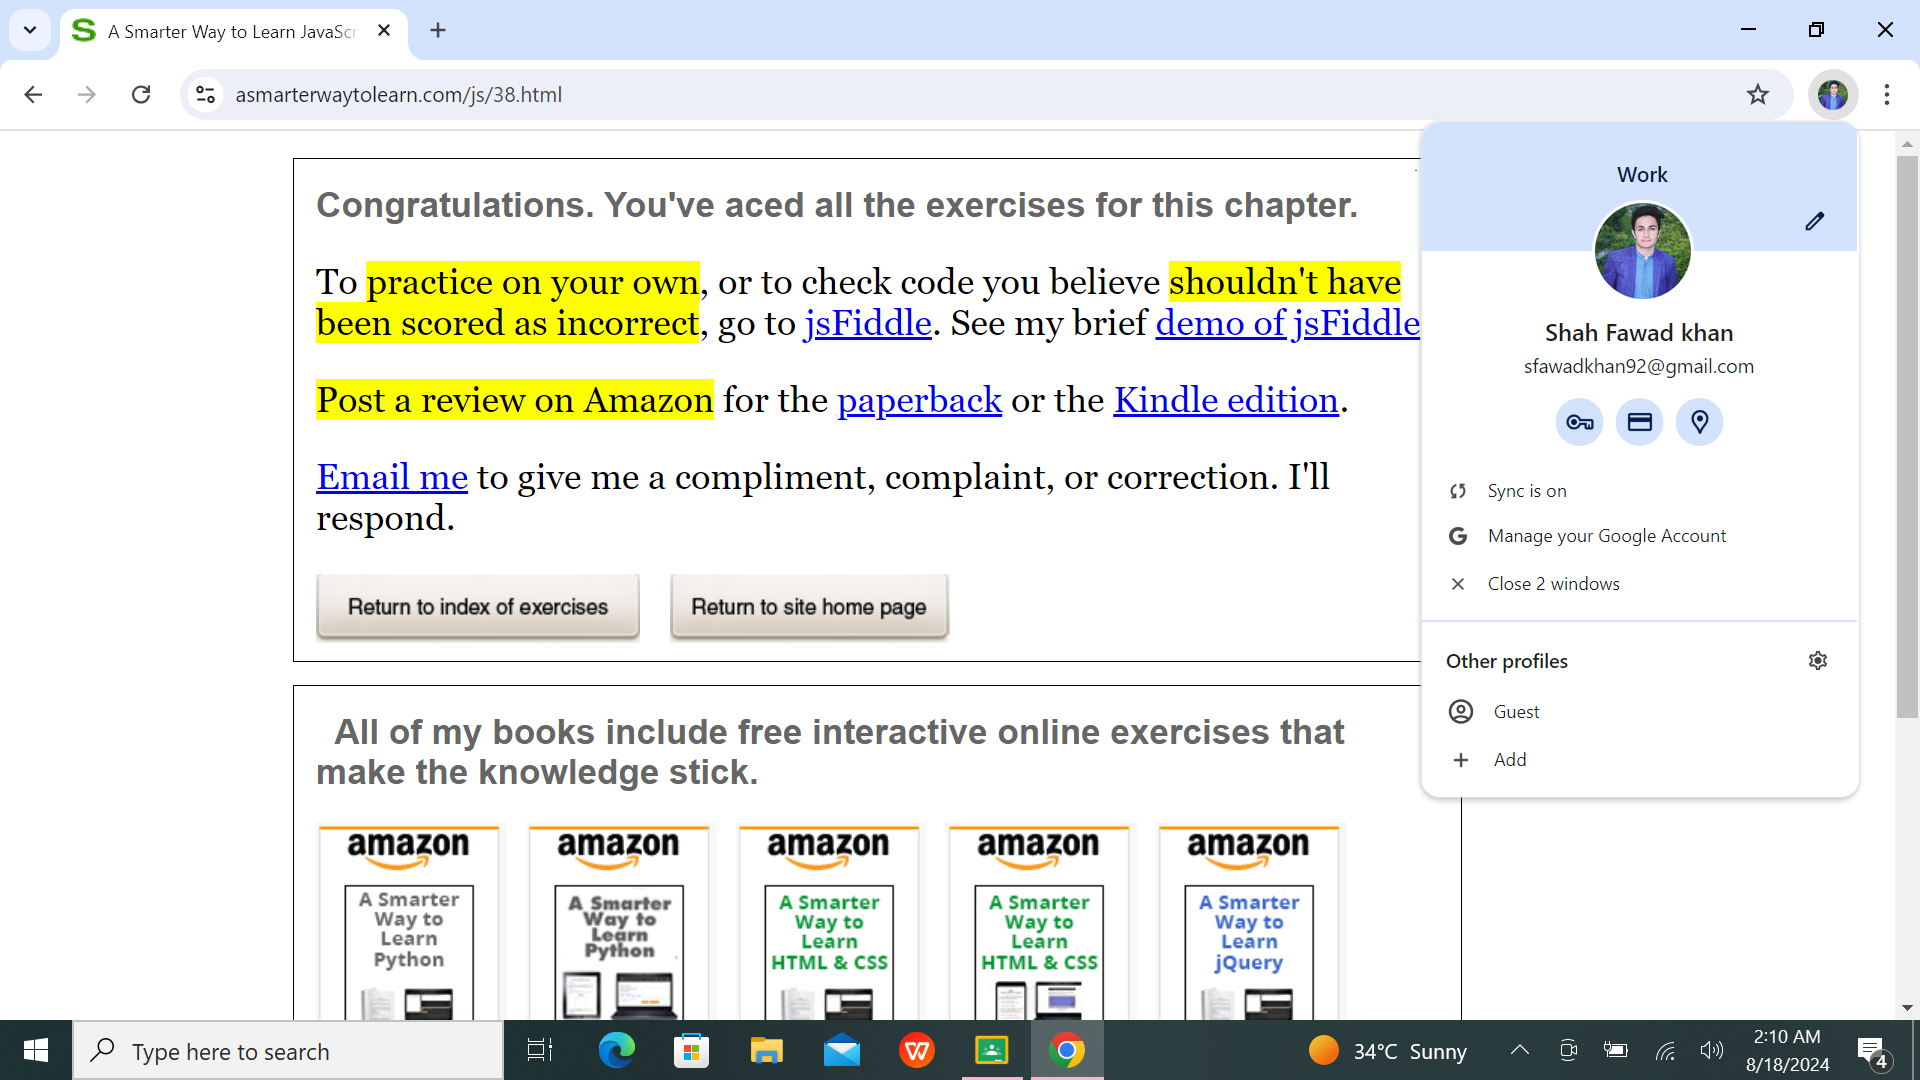 A Smarter Way to Learn JavaScr
asmarterwaytolearn.com/js/38.html
Congratulations. You've aced all the exercises for this chapter.
To practice on your own, or to check code you believe shouldn't have
been scored as incorrect, go to jsFiddle. See my brief demo of jsFiddle
Post a review on Amazon for the paperback or the Kindle edition.
Email me to give me a compliment, complaint, or correction. I'll
respond.
Return to index of exercises
Return to site home page
All of my books include free interactive online exercises that
make the knowledge stick.
amazon
A Smarter
Way to
Learn
Python
amazon
A Smarter
Way to
Learn
Python
amazon
A Smarter
Way to
Learn
HTML & CSS
amazon
A Smarter
Way to
Learn
HTML & CSS
amazon
A Smarter
Way to
Learn
jQuery
Work
Shah Fawad khan
sfawadkhan92@gmail.com
Sync is on
Manage your Google Account
Close 2 windows
Other profiles
Guest
Add
Type here to search
34°C Sunny
2:10 AM
8/18/2024
4